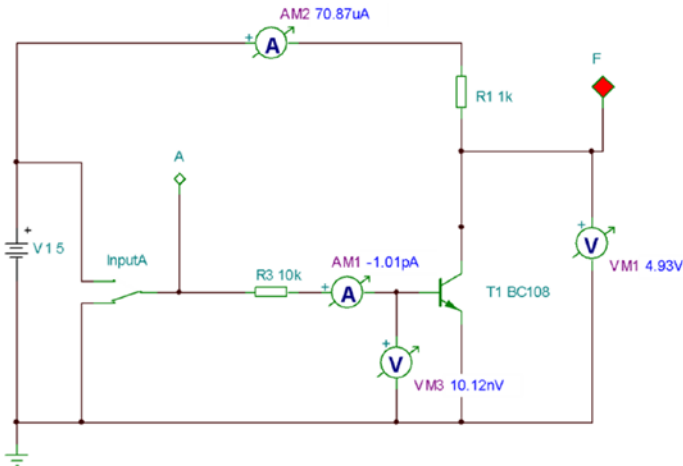 AM2 70.87uA
A
F
R1 1k
A
V1 5
InputA
AM1 -1.01pA
R3 10k
A
V
VM1 4.93V
T1 BC108
V
VM3 10.12nV